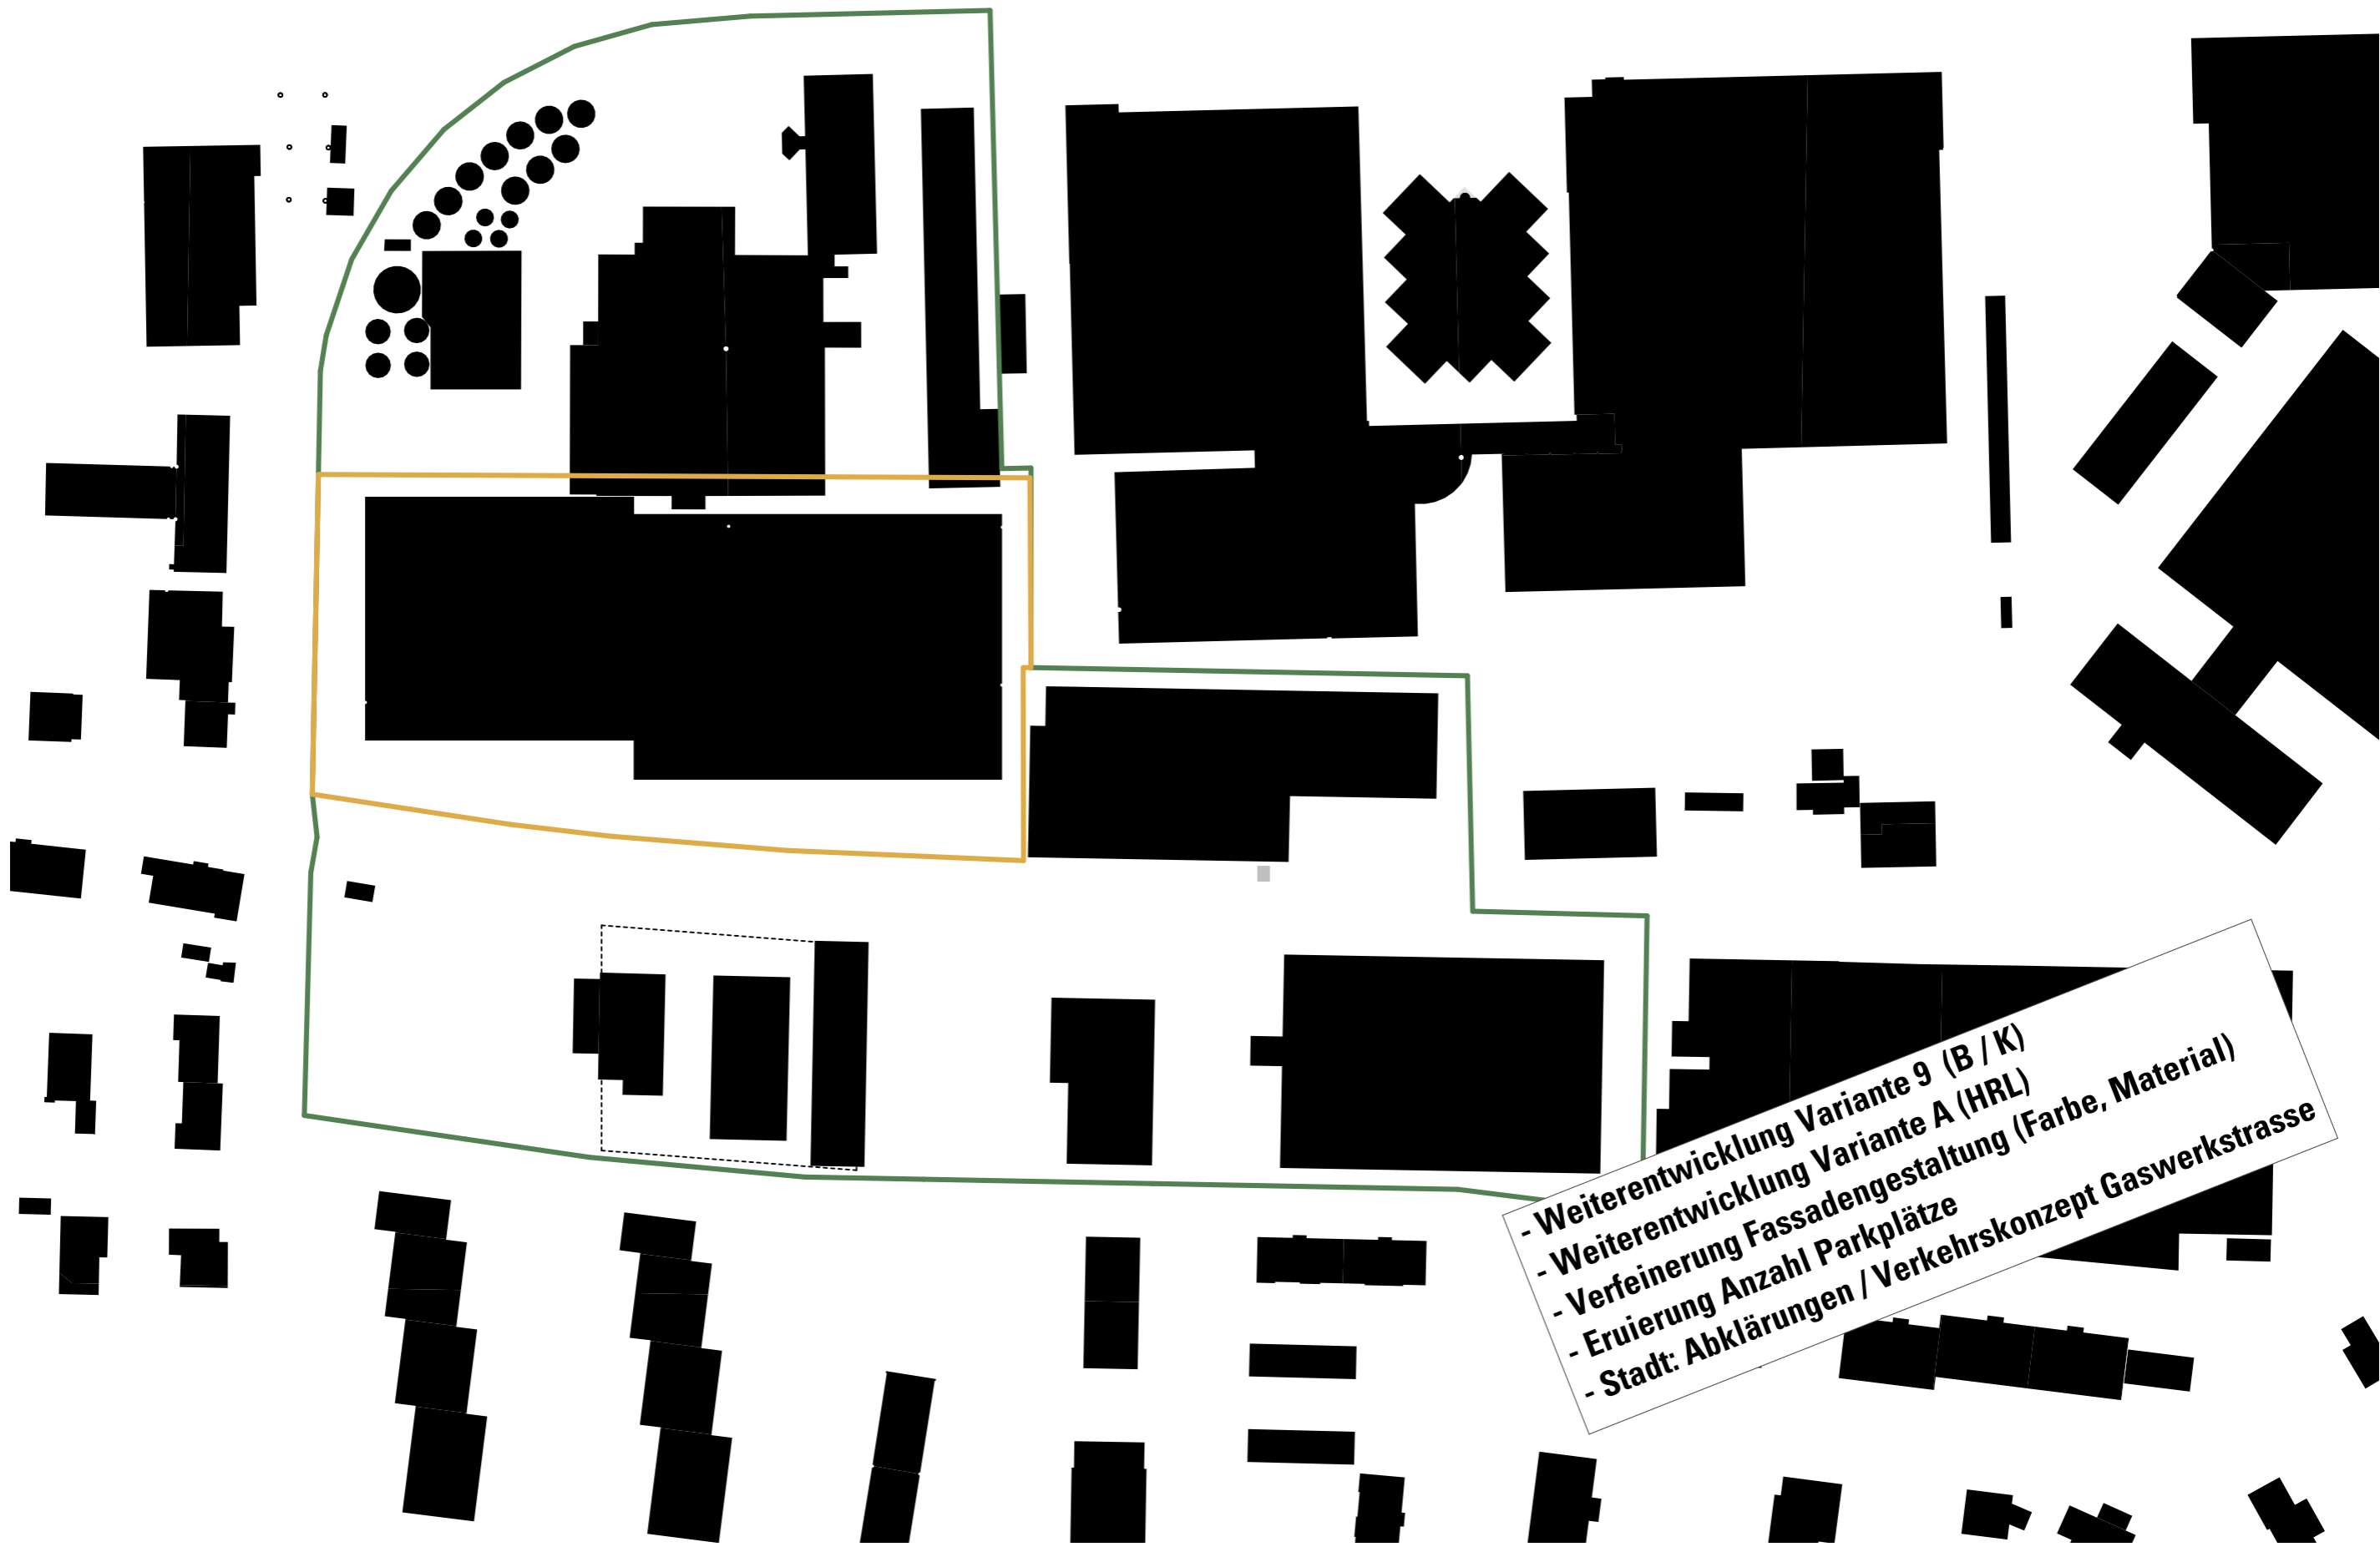 - Weiterentwicklung Variante 9 (B / K)
- Weiterentwicklung Variante A (HRL)
- Verfeinerung Fassadengestaltung (Farbe, Material)
- Eruierung Anzahl Parkplätze
- Stadt: Abklärungen / Verkehrskonzept Gaswerkstrasse